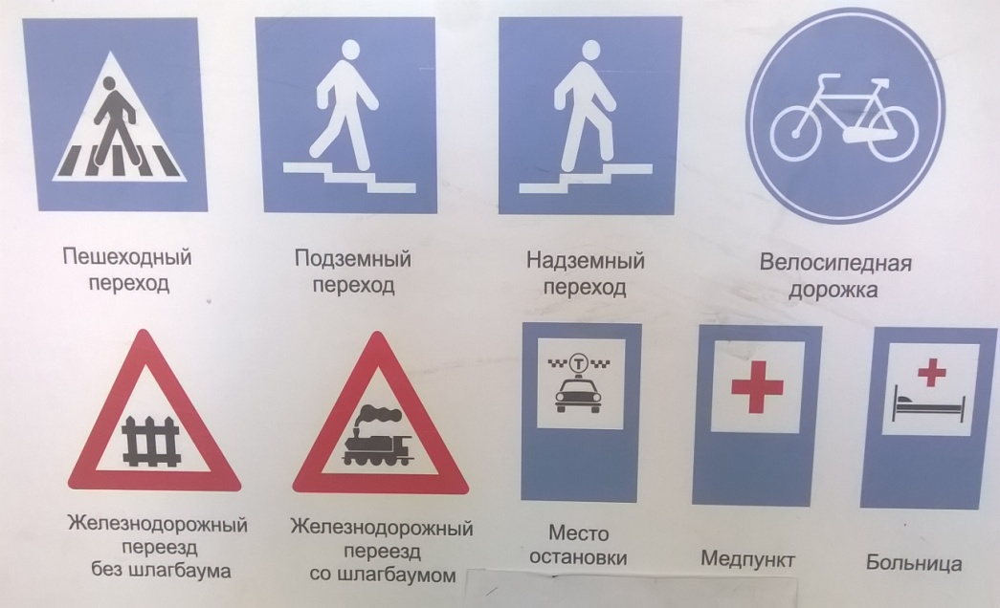 Пешеходный
переход
Подземный
переход
Надземный
переход
Велосипедная
дорожка
Т
Железнодорожный
переезд
без шлагбаума
Железнодорожный
переезд
со шлагбаумом
Место
остановки
Медпункт
Больница